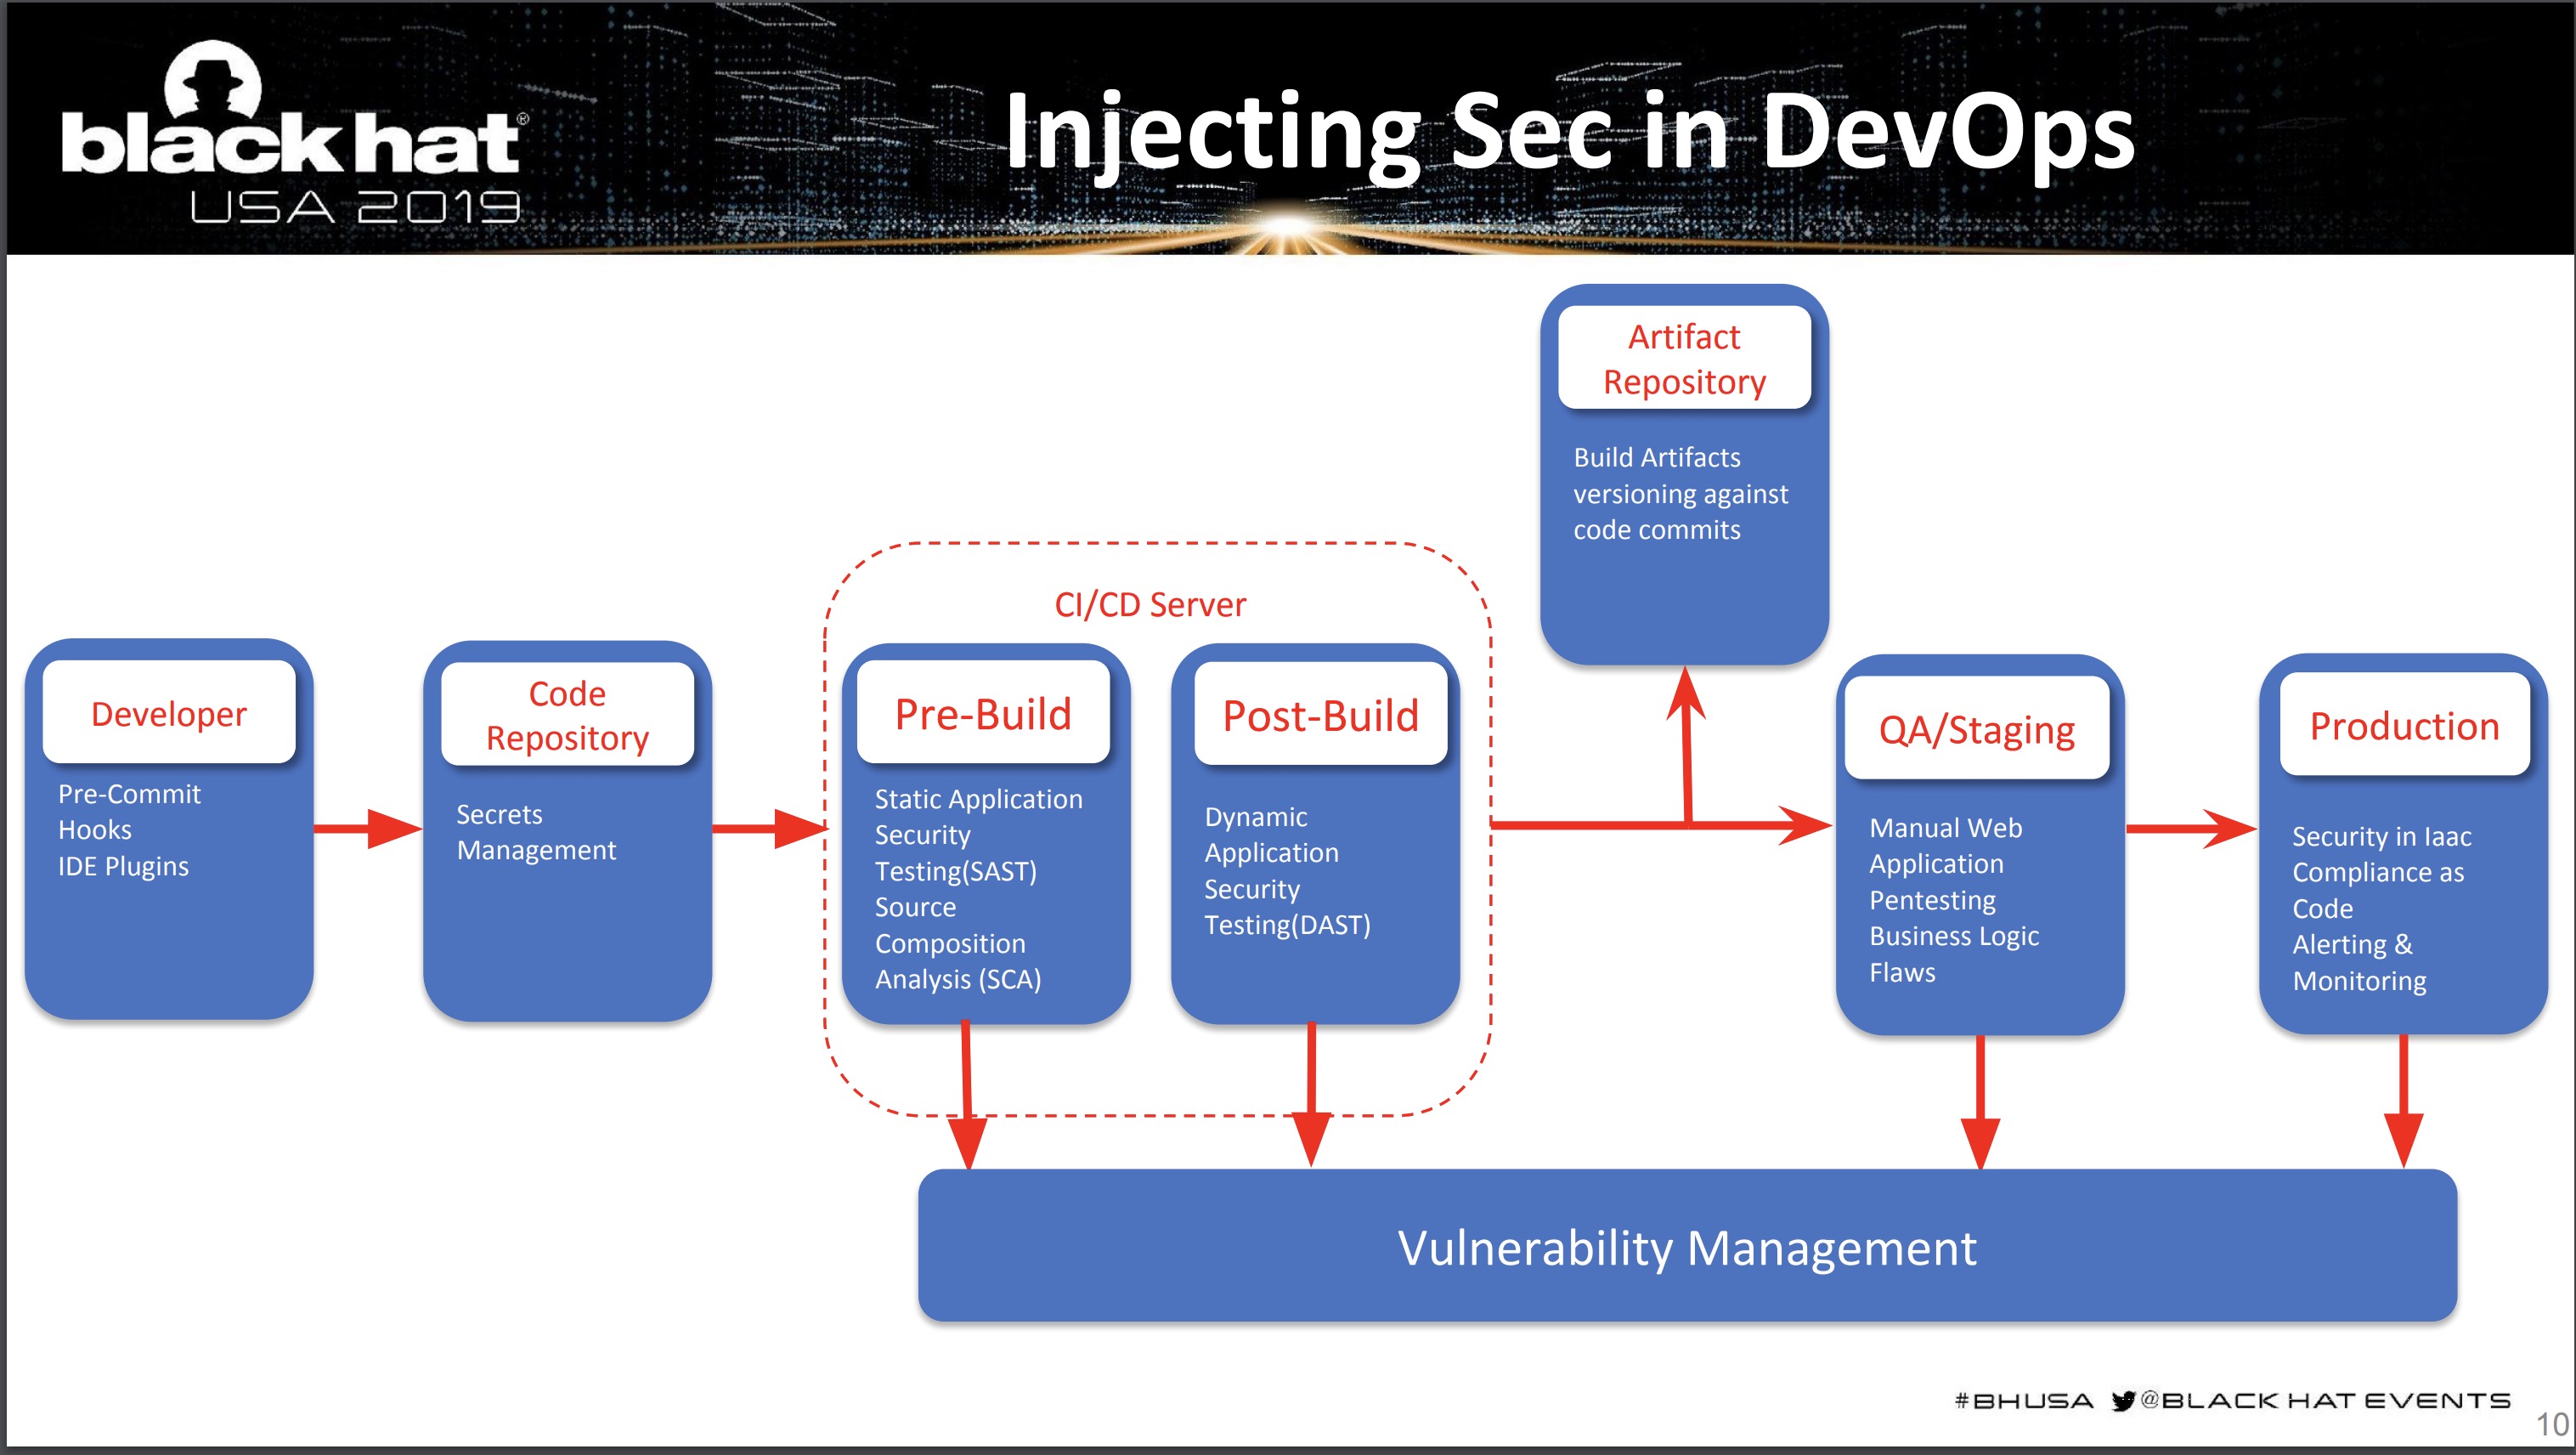 black hat®
USA 2019
Injecting Sec in DevOps
Artifact
Repository
Build Artifacts
versioning against
code commits
CI/CD Server
Developer
Pre-Commit
Hooks
IDE Plugins
Code
Repository
Secrets
Management
Pre-Build
Static Application
Security
Testing(SAST)
Source
Composition
Analysis (SCA)
Post-Build
Dynamic
Application
Security
Testing(DAST)
QA/Staging
Manual Web
Application
Pentesting
Business Logic
Flaws
Production
Security in Iaac
Compliance as
Code
Alerting &
Monitoring
Vulnerability Management
#BHUSA @BLACK HAT EVENTS
10